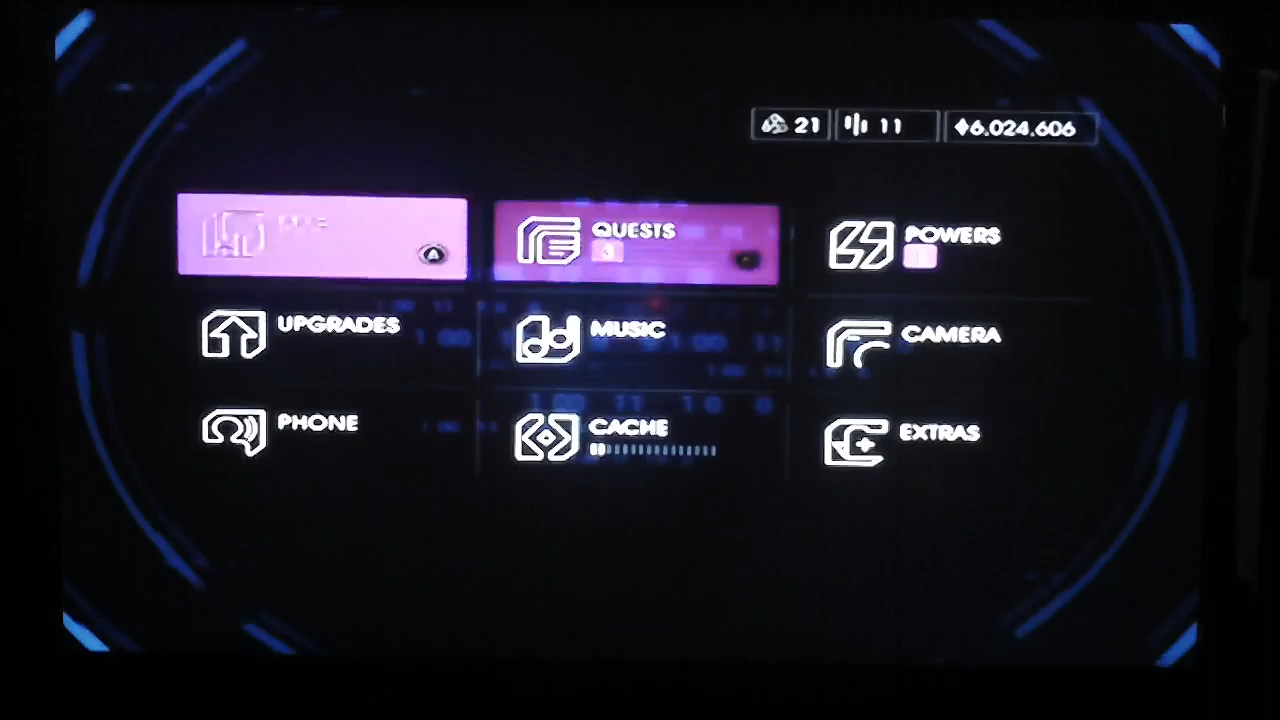 21 11 6.024.606
QUESTS
POWERS
UPGRADES
MUSIC
CAMERA
PHONE
CACHE
EXTRAS